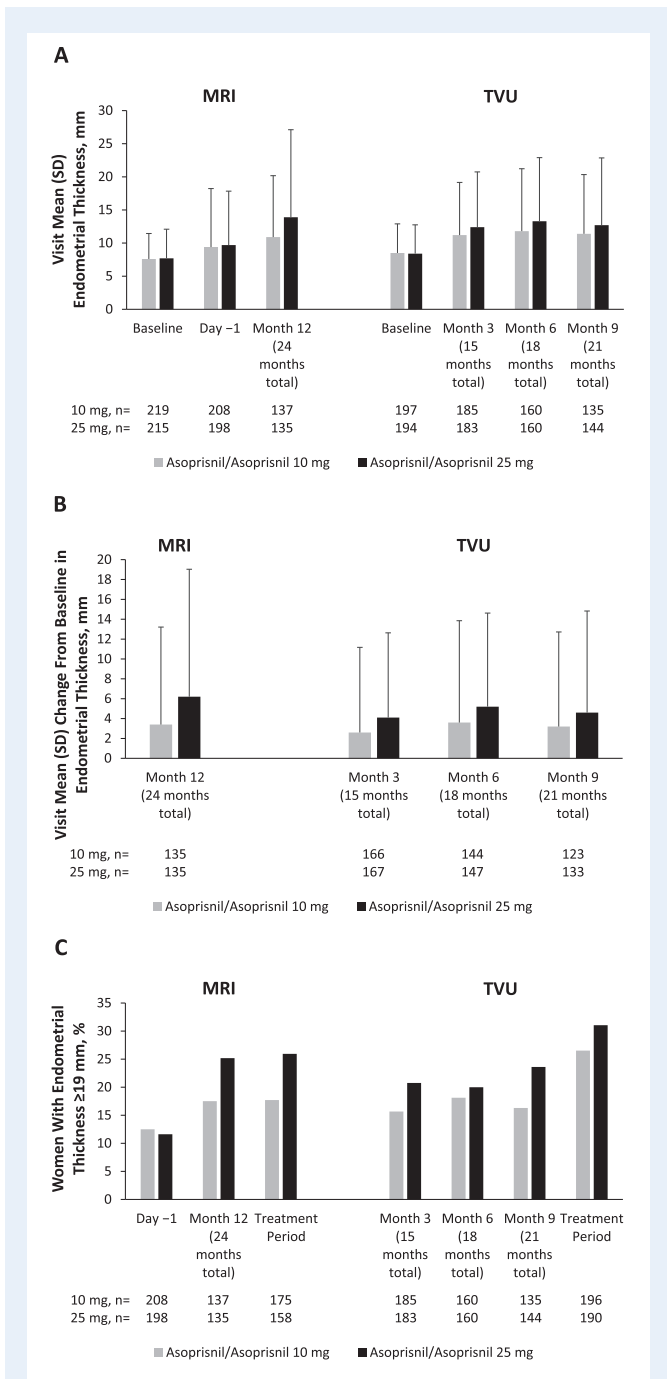 A
MRI
TVU
Visit Mean (SD)
Endometrial Thickness, mm
30
25
20
15
10
5
0
Baseline Day −1 Month 12 Baseline Month 3 Month 6 Month 9
(24 (15 (18 (21
months months months months
total) total) total) total)
10 mg, n= 219 208 137 197 185 160 135
25 mg, n= 215 198 135 194 183 160 144
Asoprisnil/Asoprisnil 10 mg Asoprisnil/Asoprisnil 25 mg
B
MRI
TVU
Visit Mean (SD) Change From Baseline in
Endometrial Thickness, mm
20
18
16
14
12
10
8
6
4
2
0
Month 12 Month 3 Month 6 Month 9
(24 months (15 months (18 months (21 months
total) total) total) total)
10 mg, n= 135 166 144 123
25 mg, n= 135 167 147 133
Asoprisnil/Asoprisnil 10 mg Asoprisnil/Asoprisnil 25 mg
C
MRI
TVU
Women With Endometrial
Thickness ≥19 mm, %
35
30
25
20
15
10
5
0
Day −1 Month 12 Treatment Month 3 Month 6 Month 9 Treatment
(24 Period (15 (18 (21 Period
months months months months
total) total) total) total)
10 mg, n= 208 137 175 185 160 135 196
25 mg, n= 198 135 158 183 160 144 190
Asoprisnil/Asoprisnil 10 mg Asoprisnil/Asoprisnil 25 mg